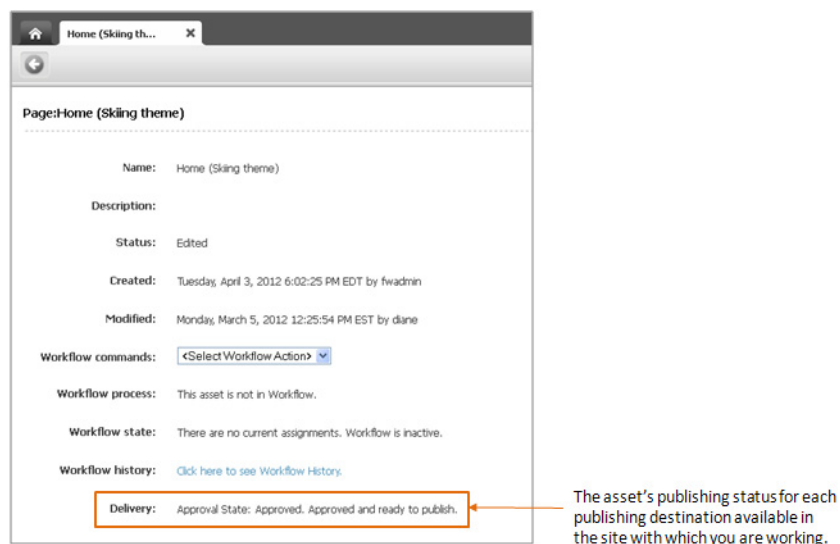 Home (Skiing th...
Page:Home (Skiing theme)
Name: Home (Skiing theme)
Description:
Status: Edited
Created: Tuesday, April 3, 2012 6:02:25 PM EDT by fwadmin
Modified: Monday, March 5, 2012 12:25:54 PM EST by diane
Workflow commands: <Select Workflow Action>
Workflow process: This asset is not in Workflow.
Workflow state: There are no current assignments. Workflow is inactive.
Workflow history: Click here to see Workflow History.
Delivery: Approval State: Approved. Approved and ready to publish.
The asset's publishing status for each
publishing destination available in
the site with which you are working.